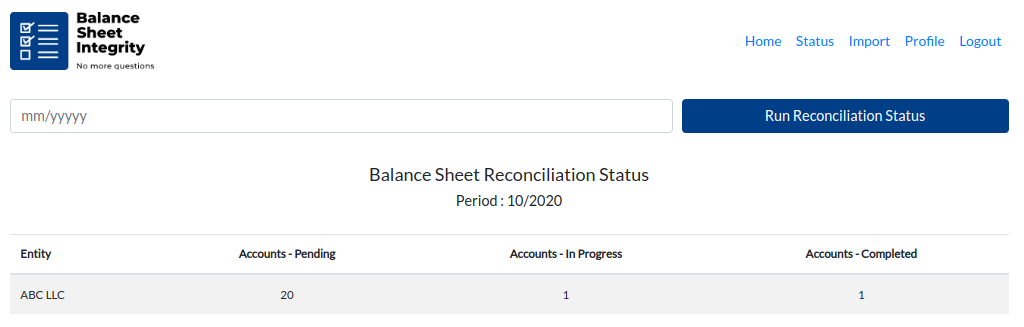 Balance
Sheet
Integrity
No more questions
Home Status Import Profile Logout
mm/yyyyy
Run Reconciliation Status
Balance Sheet Reconciliation Status
Period : 10/2020
Entity Accounts - Pending Accounts - In Progress Accounts - Completed
ABC LLC 20 1 1